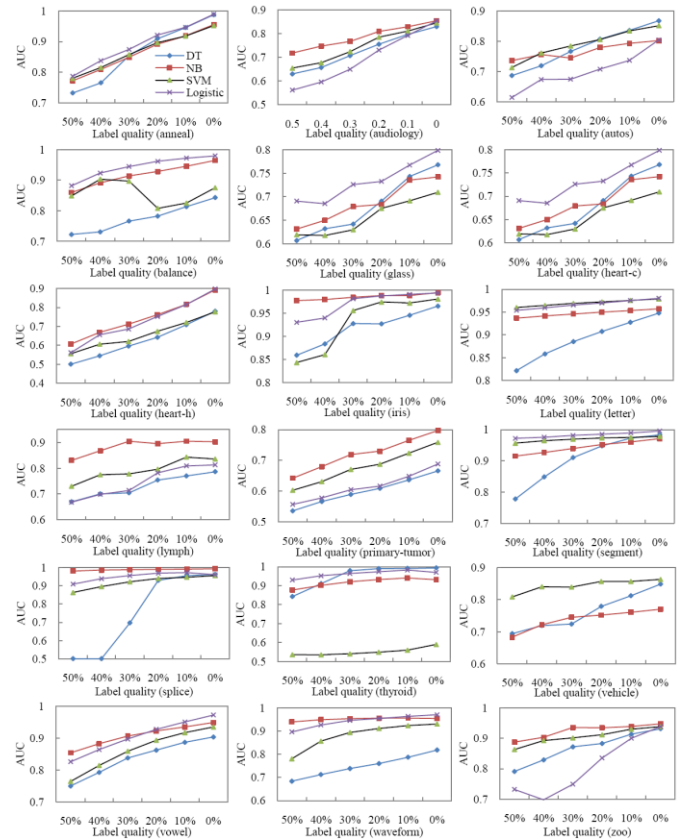 1
0.9
0.8
0.7
AUC
DT
NB
SVM
Logistic
50% 40% 30% 20% 10% 0%
Label quality (anneal)
0.9
0.8
0.7
0.6
0.5
AUC
0.5 0.4 0.3 0.2 0.1 0
Label quality (audiology)
0.9
0.8
0.7
0.6
AUC
50% 40% 30% 20% 10% 0%
Label quality (autos)
1
0.9
0.8
0.7
AUC
50% 40% 30% 20% 10% 0%
Label quality (balance)
0.8
0.75
0.7
0.65
0.6
AUC
50% 40% 30% 20% 10% 0%
Label quality (glass)
0.8
0.75
0.7
0.65
0.6
AUC
50% 40% 30% 20% 10% 0%
Label quality (heart-c)
0.9
0.8
0.7
0.6
0.5
0.4
AUC
50% 40% 30% 20% 10% 0%
Label quality (heart-h)
1
0.95
0.9
0.85
0.8
AUC
50% 40% 30% 20% 10% 0%
Label quality (iris)
1
0.95
0.9
0.85
0.8
AUC
50% 40% 30% 20% 10% 0%
Label quality (letter)
0.9
0.8
0.7
0.6
AUC
50% 40% 30% 20% 10% 0%
Label quality (lymph)
0.8
0.7
0.6
0.5
AUC
50% 40% 30% 20% 10% 0%
Label quality (primary-tumor)
1
0.9
0.8
0.7
AUC
50% 40% 30% 20% 10% 0%
Label quality (segment)
1
0.9
0.8
0.7
0.6
0.5
AUC
50% 40% 30% 20% 10% 0%
Label quality (splice)
1
0.9
0.8
0.7
0.6
0.5
AUC
50% 40% 30% 20% 10% 0%
Label quality (thyroid)
0.9
0.8
0.7
0.6
AUC
50% 40% 30% 20% 10% 0%
Label quality (vehicle)
1
0.9
0.8
0.7
AUC
50% 40% 30% 20% 10% 0%
Label quality (vowel)
1
0.9
0.8
0.7
0.6
AUC
50% 40% 30% 20% 10% 0%
Label quality (waveform)
1
0.9
0.8
0.7
AUC
50% 40% 30% 20% 10% 0%
Label quality (zoo)